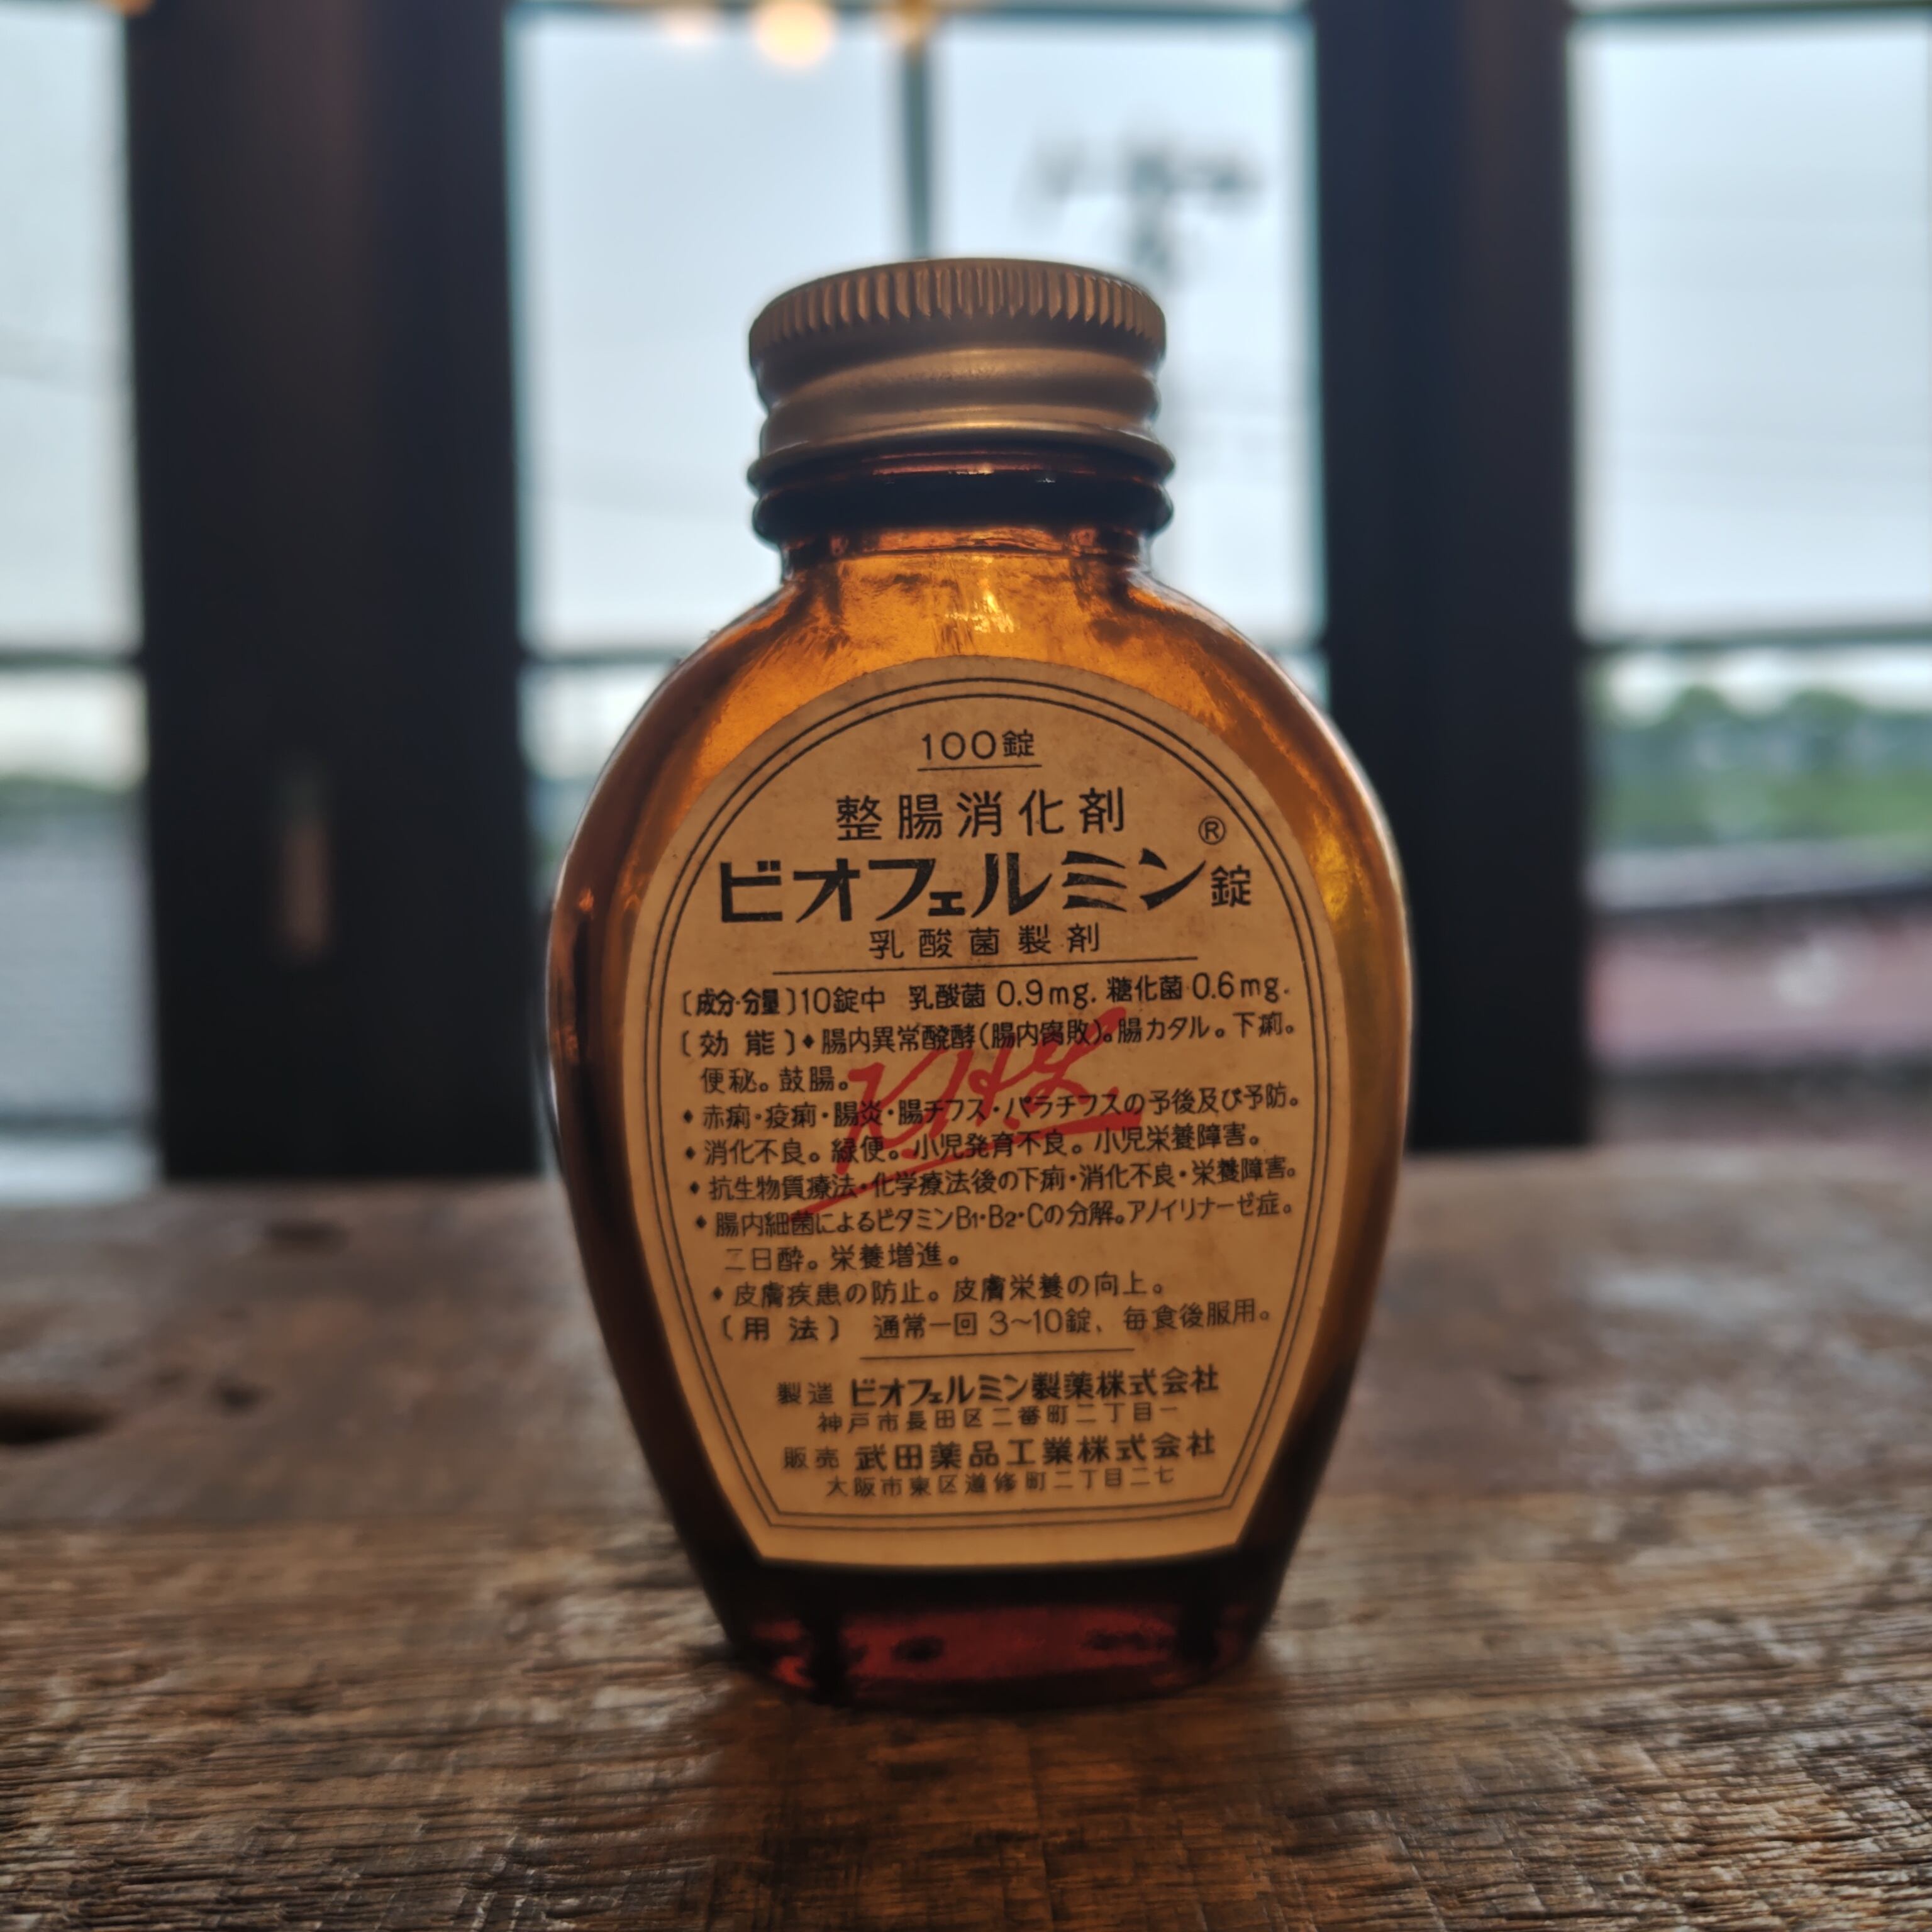 100錠
整腸消化剤
ビオフェルミン®錠
乳酸菌製剤
〔成分・分量〕10錠中 乳酸菌 0.9mg. 糖化菌 0.6mg.
〔効能〕♦腸内異常醗酵(腸内腐敗)。腸カタル。下痢。
便秘。鼓腸。
♦赤痢・疫痢・腸炎・腸チフス・パラチフスの予後及び予防。
♦消化不良。緑便。小児発育不良。小児栄養障害。
♦抗生物質療法・化学療法後の下痢・消化不良・栄養障害。
♦腸内細菌によるビタミンB₁・B₂・Cの分解。アノイリナーゼ症。
二日酔。栄養増進。
♦皮膚疾患の防止。皮膚栄養の向上。
〔用法〕 通常一回 3〜10錠、毎食後服用。
製造 ビオフェルミン製薬株式会社
神戸市長田区二番町二丁目一
販売 武田薬品工業株式会社
大阪市東区道修町二丁目二七